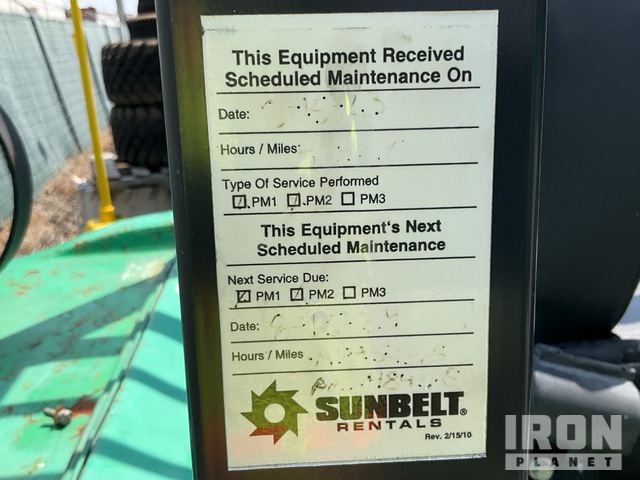 This Equipment Received
Scheduled Maintenance On
Date:
Hours / Miles
Type Of Service Performed
PM1 PM2 PM3
This Equipment's Next
Scheduled Maintenance
Next Service Due:
PM1 PM2 PM3
Date:
Hours / Miles
SUNBELT®
RENTALS
Rev. 2/15/10
IRON
PLANET